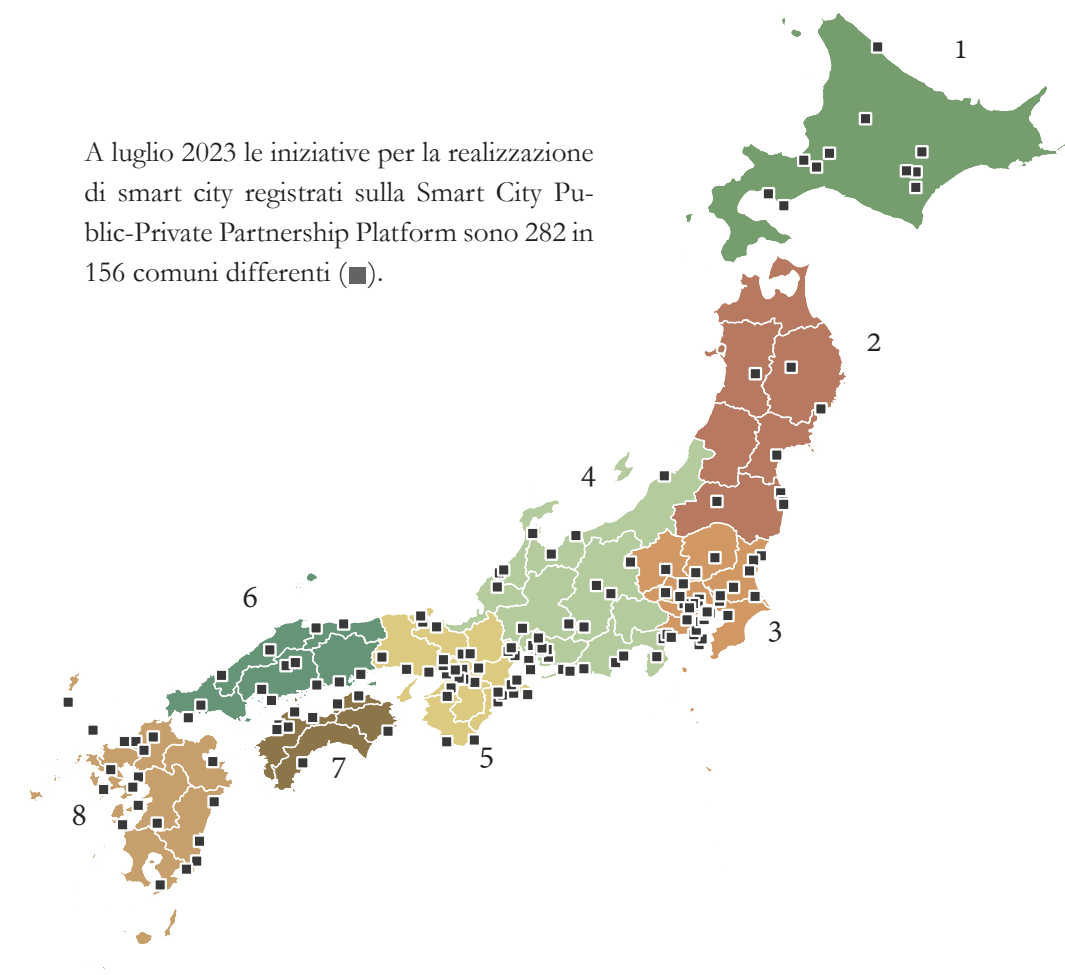 1
A luglio 2023 le iniziative per la realizzazione
di smart city registrati sulla Smart City Pu-
blic-Private Partnership Platform sono 282 in
156 comuni differenti (■).
2
4
6
3
5
7
8